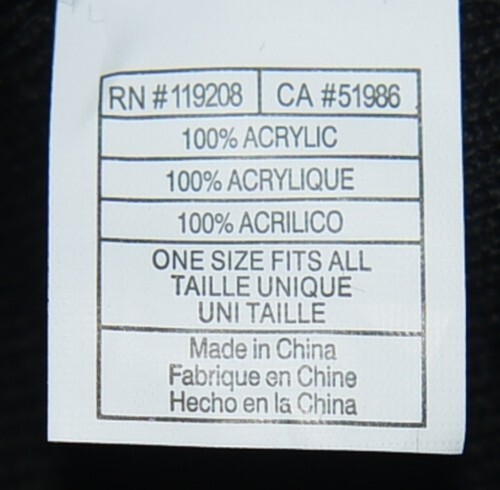 RN #119208 CA #51986
100% ACRYLIC
100% ACRYLIQUE
100% ACRILICO
ONE SIZE FITS ALL
TAILLE UNIQUE
UNI TAILLE
Made in China
Fabrique en Chine
Hecho en la China